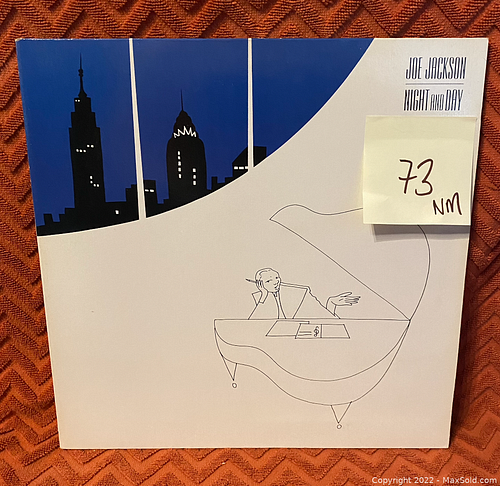 JOE JACKSON
NIGHT AND DAY
73
NM
$
Copyright 2022 - MaxSold.com